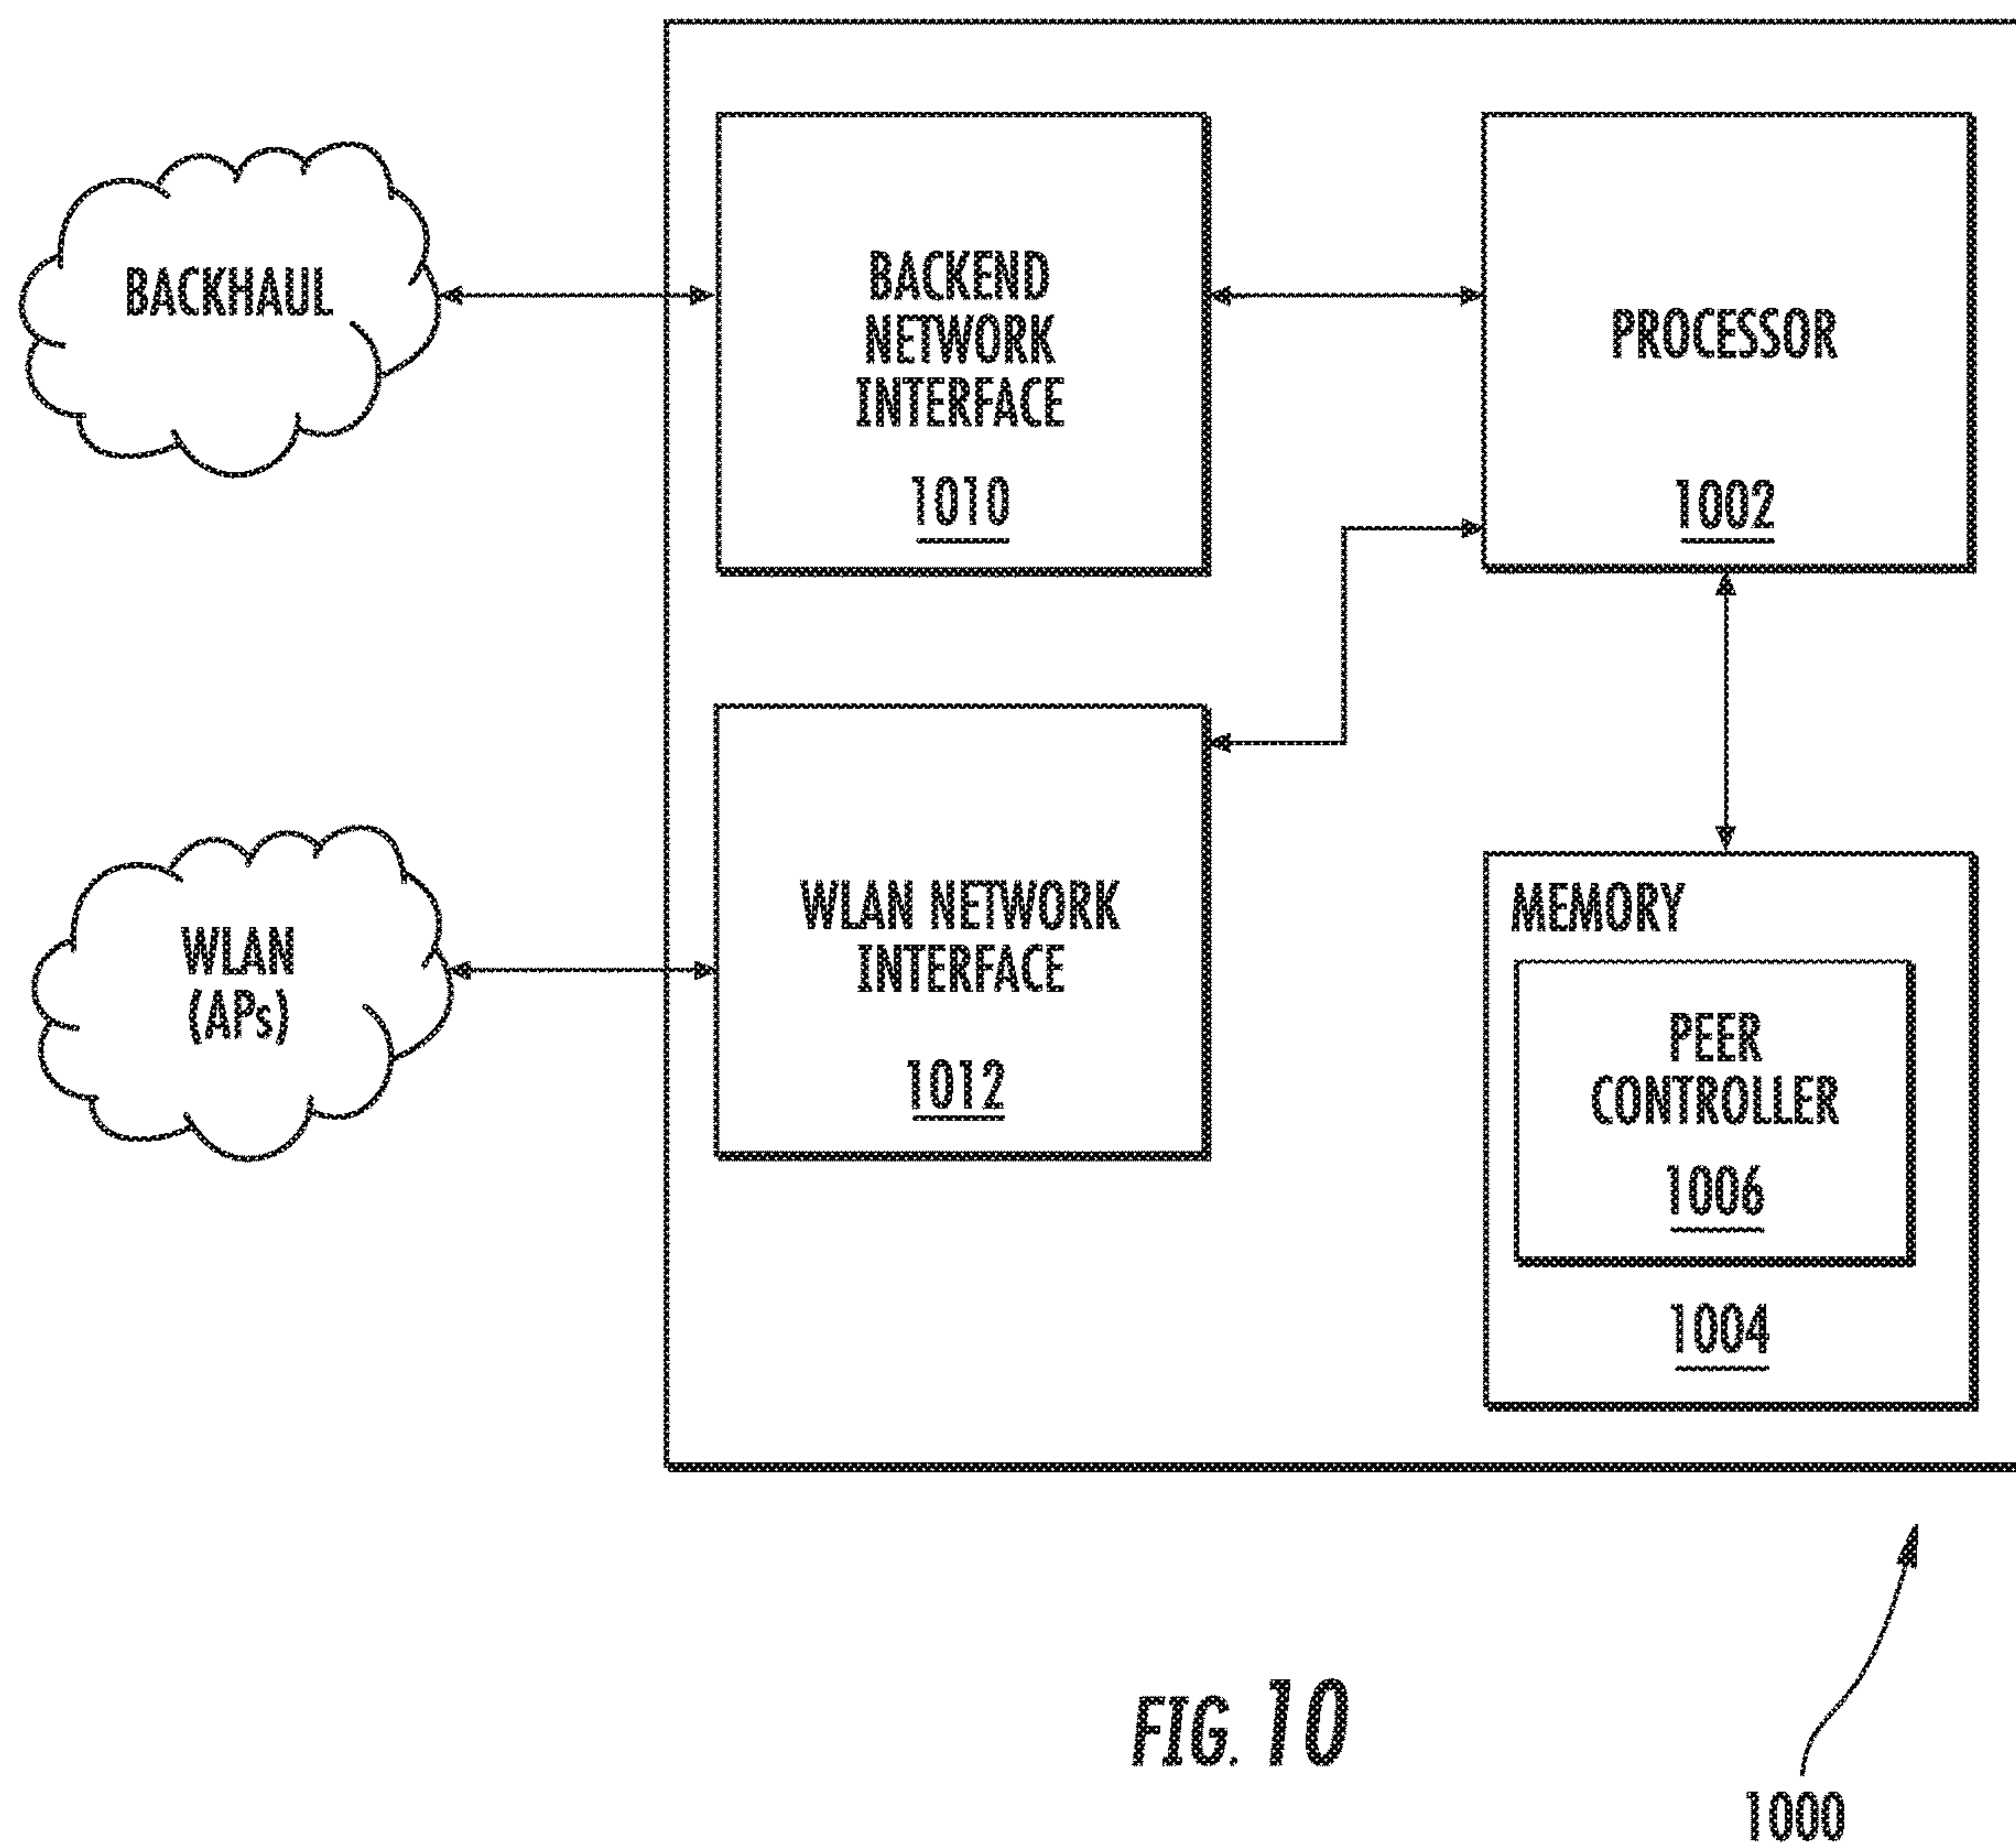 BACKHAUL
BACKEND
NETWORK
INTERFACE
1010
PROCESSOR
1002
WLAN
(APs)
WLAN NETWORK
INTERFACE
1012
MEMORY
PEER
CONTROLLER
1006
1004
FIG. 10
1000